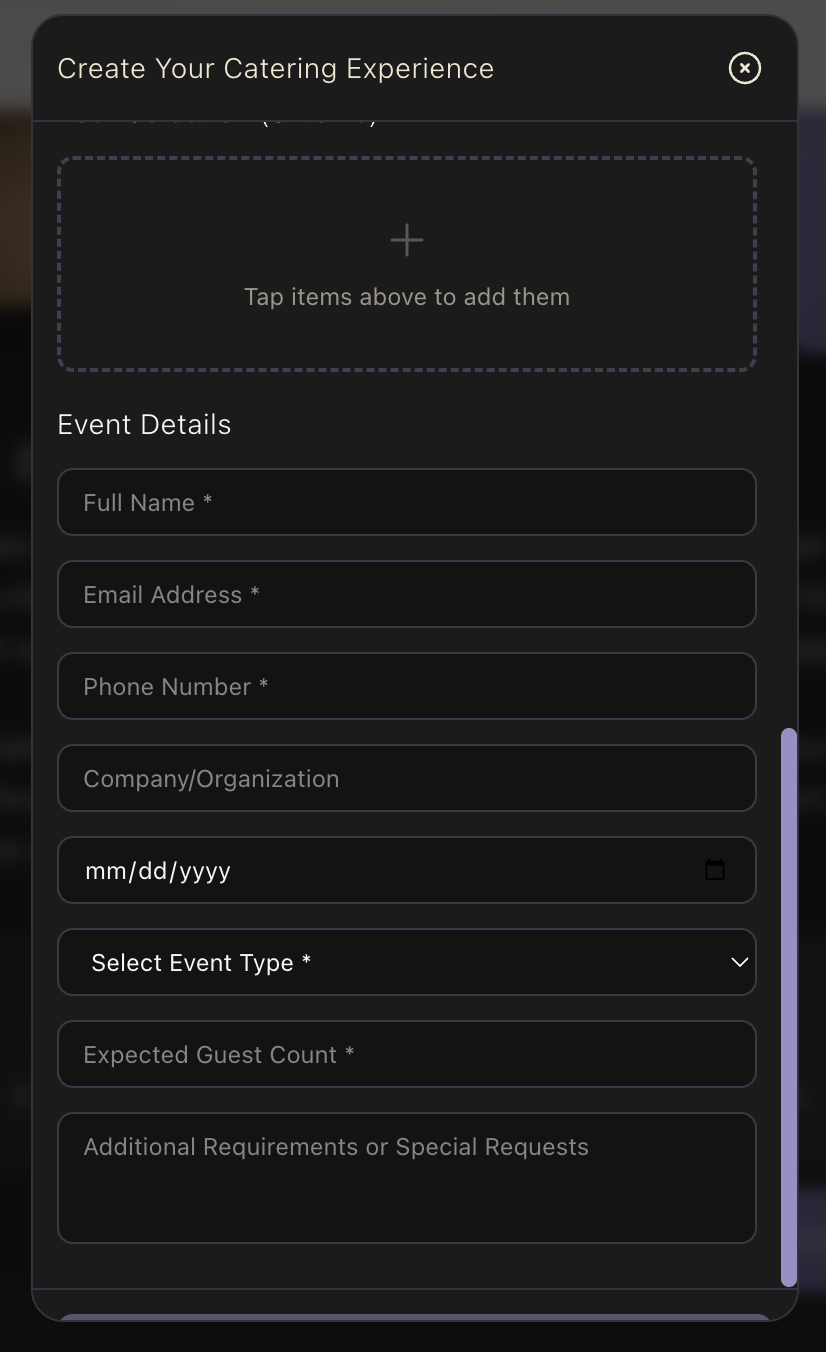 Create Your Catering Experience
Tap items above to add them
Event Details
Full Name *
Email Address *
Phone Number *
Company/Organization
mm/dd/yyyy
Select Event Type *
Expected Guest Count *
Additional Requirements or Special Requests